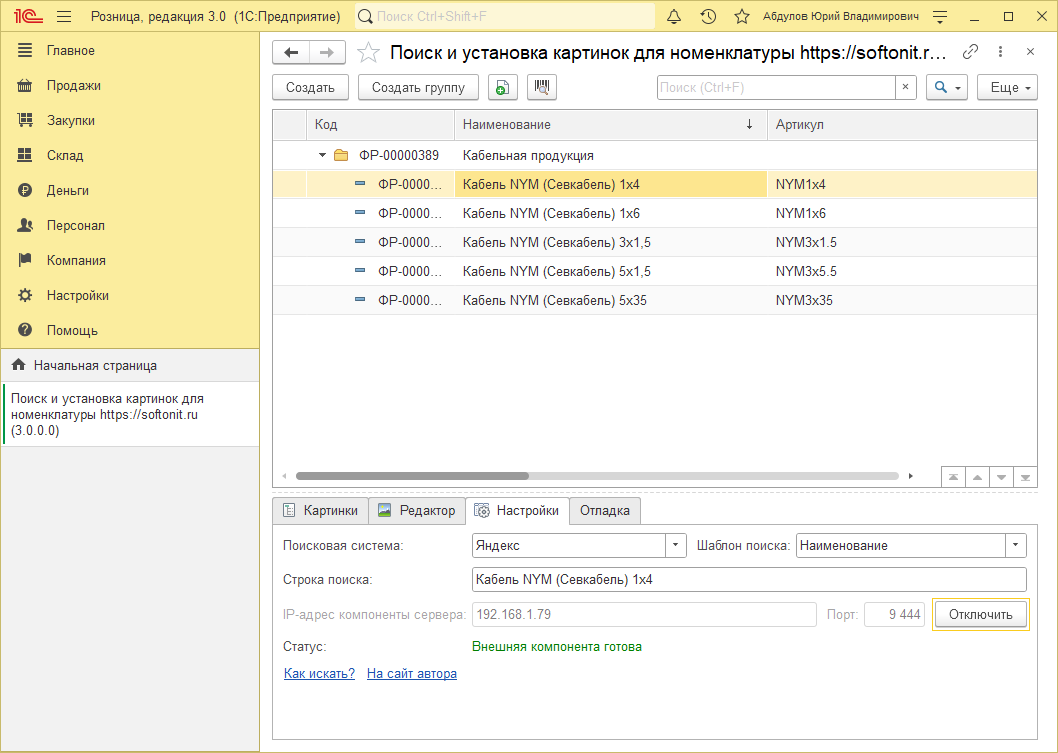 1С Розница, редакция 3.0 (1С:Предприятие) Поиск Ctrl+Shift+F Абдулов Юрий Владимирович
Главное
Продажи
Закупки
Склад
Деньги
Персонал
Компания
Настройки
Помощь
Начальная страница
Поиск и установка картинок для
номенклатуры https://softonit.ru
(3.0.0.0)
Поиск и установка картинок для номенклатуры https://softonit.r...
Создать Создать группу Поиск (Ctrl+F) × Еще
Код Наименование ↓ Артикул
ФР-00000389 Кабельная продукция
ФР-0000... Кабель NYM (Севкабель) 1х4 NYM1x4
ФР-0000... Кабель NYM (Севкабель) 1х6 NYM1x6
ФР-0000... Кабель NYM (Севкабель) 3х1,5 NYM3x1.5
ФР-0000... Кабель NYM (Севкабель) 5х1,5 NYM3x5.5
ФР-0000... Кабель NYM (Севкабель) 5х35 NYM3x35
Картинки Редактор Настройки Отладка
Поисковая система: Яндекс Шаблон поиска: Наименование
Строка поиска: Кабель NYM (Севкабель) 1х4
IP-адрес компоненты сервера: 192.168.1.79 Порт: 9 444 Отключить
Статус: Внешняя компонента готова
Как искать? На сайт автора